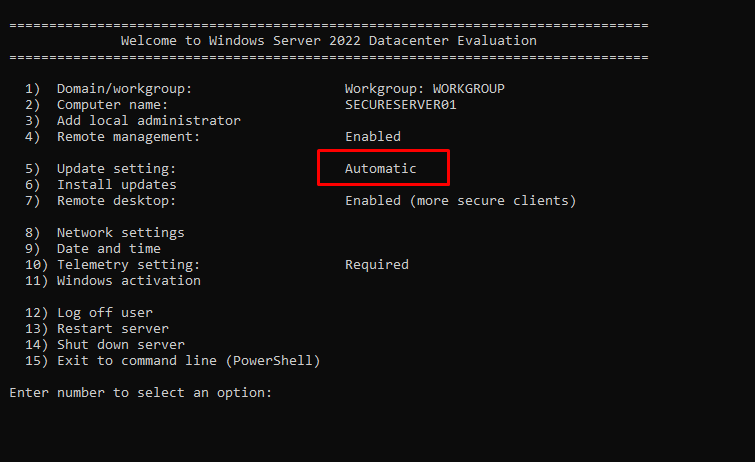 ================================================================================
Welcome to Windows Server 2022 Datacenter Evaluation
================================================================================
1) Domain/workgroup: Workgroup: WORKGROUP
2) Computer name: SECURESERVER01
3) Add local administrator
4) Remote management: Enabled
5) Update setting: Automatic
6) Install updates
7) Remote desktop: Enabled (more secure clients)
8) Network settings
9) Date and time
10) Telemetry setting: Required
11) Windows activation
12) Log off user
13) Restart server
14) Shut down server
15) Exit to command line (PowerShell)
Enter number to select an option: